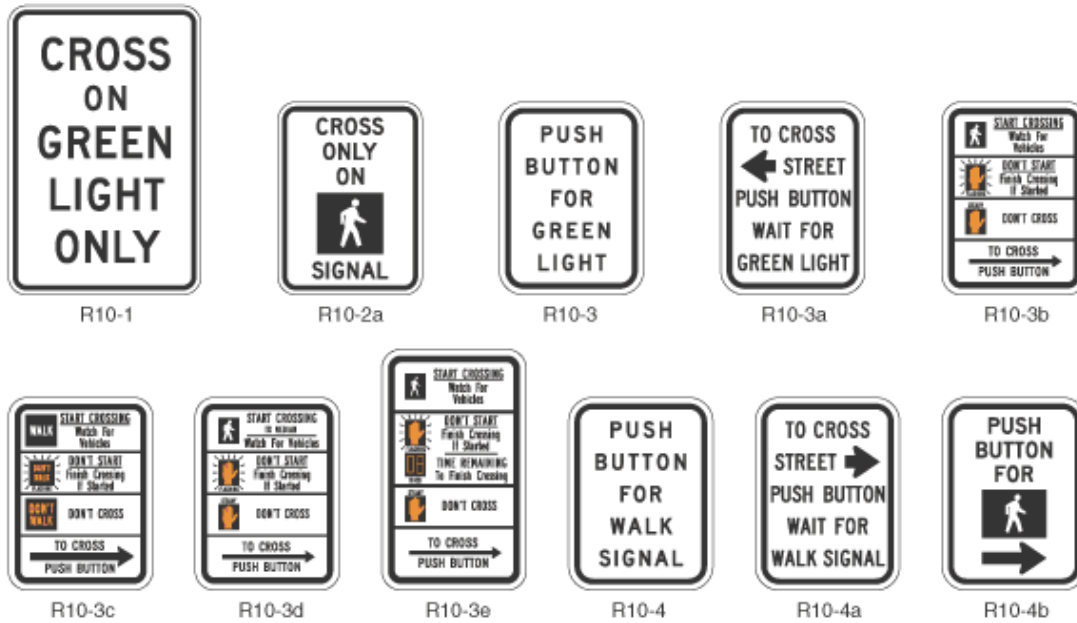 CROSS
ON
GREEN
LIGHT
ONLY
R10-1
CROSS
ONLY
ON
SIGNAL
R10-2a
PUSH
BUTTON
FOR
GREEN
LIGHT
R10-3
TO CROSS
STREET
PUSH BUTTON
WAIT FOR
GREEN LIGHT
R10-3a
START CROSSING
Watch For
Vehicles
DON'T START
Finish Crossing
If Started
DON'T CROSS
TO CROSS
PUSH BUTTON
R10-3b
WALK
START CROSSING
Watch For
Vehicles
DON'T WALK
DON'T START
Finish Crossing
If Started
DON'T
WALK
DON'T CROSS
TO CROSS
PUSH BUTTON
R10-3c
START CROSSING
TO MEDIAN
Watch For Vehicles
DON'T START
Finish Crossing
If Started
DON'T CROSS
TO CROSS
PUSH BUTTON
R10-3d
START CROSSING
Watch For
Vehicles
DON'T START
Finish Crossing
If Started
08
TIME REMAINING
To Finish Crossing
DON'T CROSS
TO CROSS
PUSH BUTTON
R10-3e
PUSH
BUTTON
FOR
WALK
SIGNAL
R10-4
TO CROSS
STREET
PUSH BUTTON
WAIT FOR
WALK SIGNAL
R10-4a
PUSH
BUTTON
FOR
R10-4b